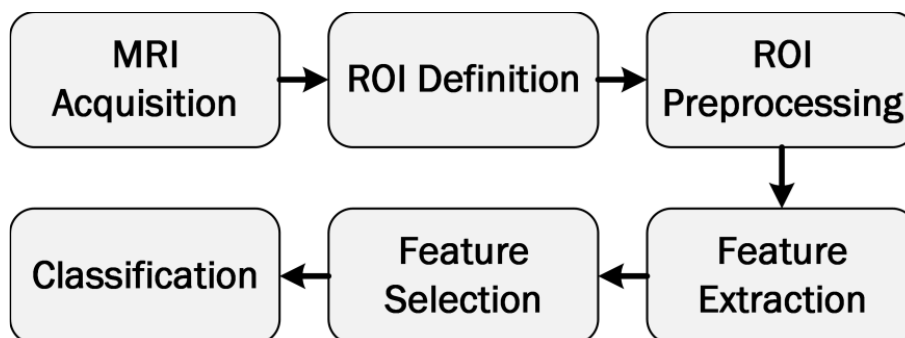 MRI
Acquisition
ROI Definition
ROI
Preprocessing
Feature
Extraction
Feature
Selection
Classification